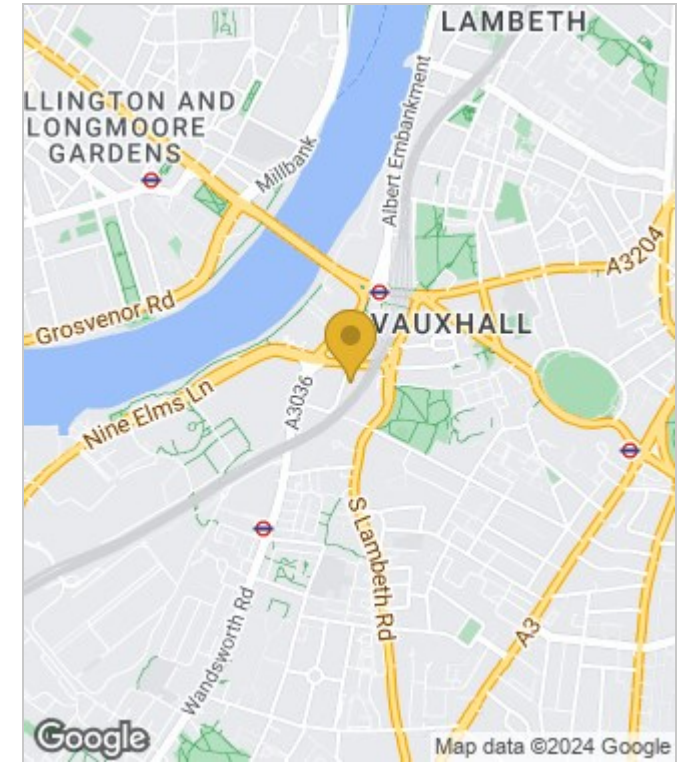 LAMBETH
LLINGTON AND
LONGMOORE
GARDENS
Millbank
Albert Embankment
A3204
Grosvenor Rd
VAUXHALL
Nine Elms Ln
A3036
S Lambeth Rd
Wandsworth Rd
A3
Google
Map data ©2024 Google